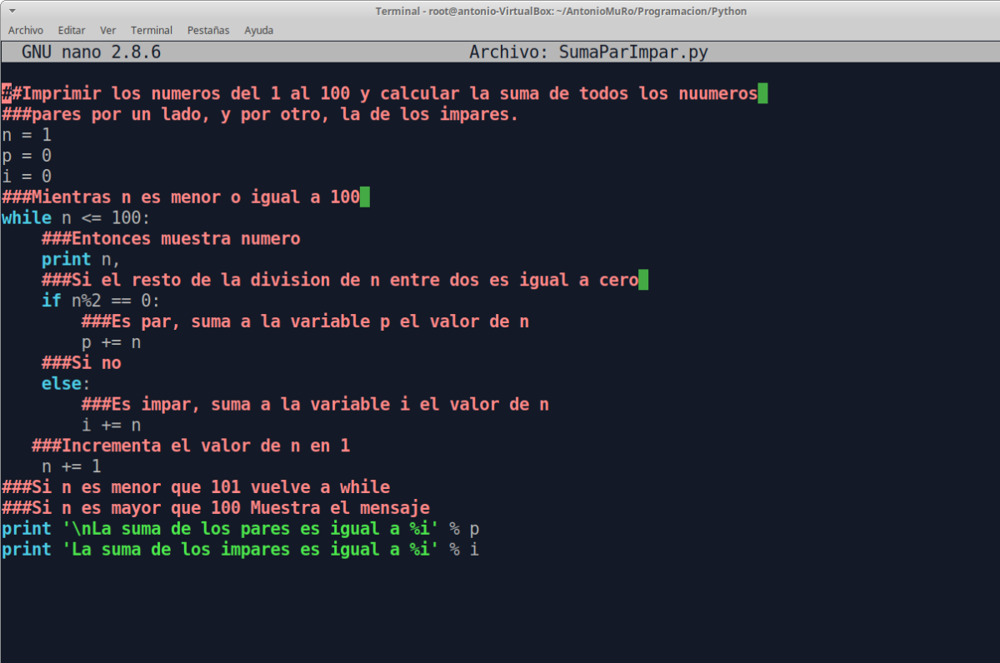 Terminal - root@antonio-VirtualBox: ~/AntonioMuRo/Programacion/Python
Archivo Editar Ver Terminal Pestañas Ayuda
GNU nano 2.8.6 Archivo: SumaParImpar.py
##Imprimir los numeros del 1 al 100 y calcular la suma de todos los nuumeros
###pares por un lado, y por otro, la de los impares.
n = 1
p = 0
i = 0
###Mientras n es menor o igual a 100
while n <= 100:
    ###Entonces muestra numero
    print n,
    ###Si el resto de la division de n entre dos es igual a cero
    if n%2 == 0:
        ###Es par, suma a la variable p el valor de n
        p += n
    ###Si no
    else:
        ###Es impar, suma a la variable i el valor de n
        i += n
   ###Incrementa el valor de n en 1
    n += 1
###Si n es menor que 101 vuelve a while
###Si n es mayor que 100 Muestra el mensaje
print '\nLa suma de los pares es igual a %i' % p
print 'La suma de los impares es igual a %i' % i